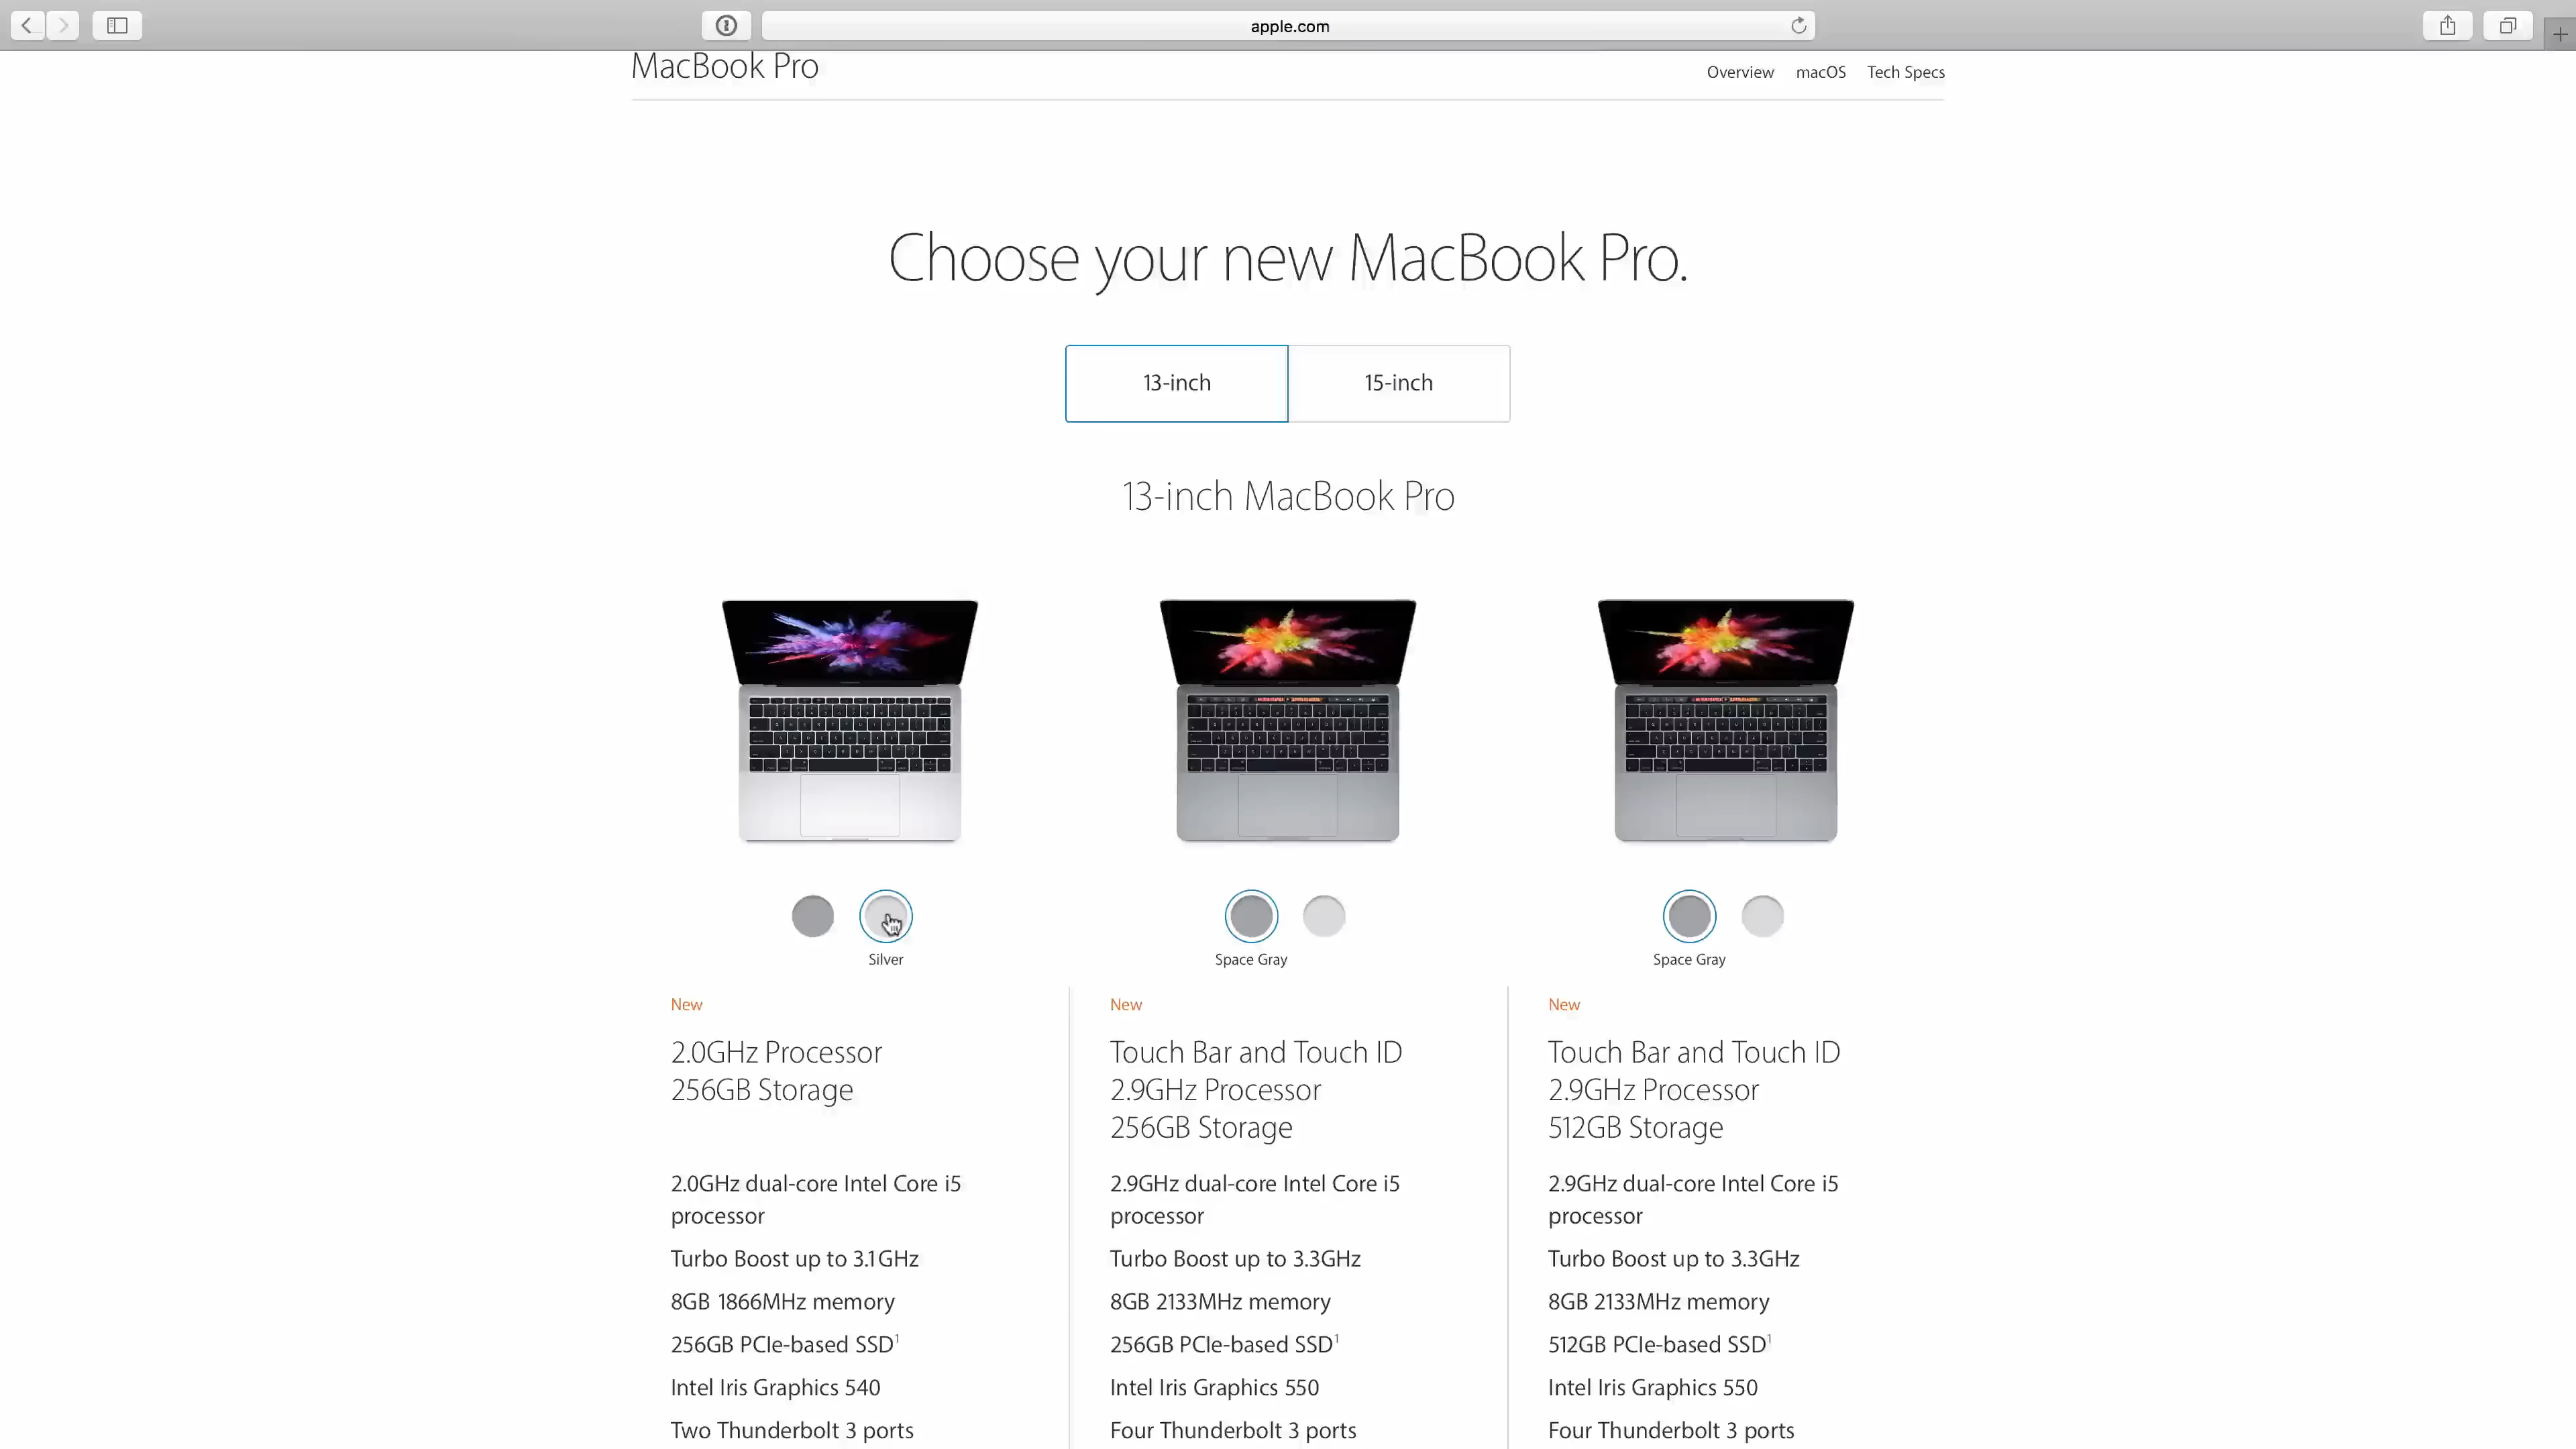 apple.com
MacBook Pro
Overview macOS Tech Specs
Choose your new MacBook Pro.
13-inch 15-inch
13-inch MacBook Pro
Silver
Space Gray
Space Gray
New
2.0GHz Processor
256GB Storage
2.0GHz dual-core Intel Core i5
processor
Turbo Boost up to 3.1GHz
8GB 1866MHz memory
256GB PCIe-based SSD¹
Intel Iris Graphics 540
Two Thunderbolt 3 ports
New
Touch Bar and Touch ID
2.9GHz Processor
256GB Storage
2.9GHz dual-core Intel Core i5
processor
Turbo Boost up to 3.3GHz
8GB 2133MHz memory
256GB PCIe-based SSD¹
Intel Iris Graphics 550
Four Thunderbolt 3 ports
New
Touch Bar and Touch ID
2.9GHz Processor
512GB Storage
2.9GHz dual-core Intel Core i5
processor
Turbo Boost up to 3.3GHz
8GB 2133MHz memory
512GB PCIe-based SSD¹
Intel Iris Graphics 550
Four Thunderbolt 3 ports